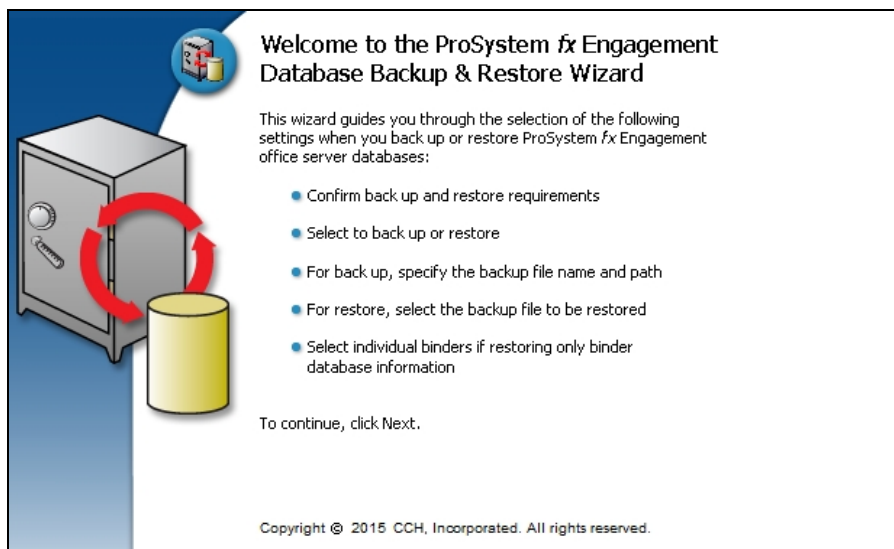 Welcome to the ProSystem fx Engagement
Database Backup & Restore Wizard
This wizard guides you through the selection of the following
settings when you back up or restore ProSystem fx Engagement
office server databases:
Confirm back up and restore requirements
Select to back up or restore
For back up, specify the backup file name and path
For restore, select the backup file to be restored
Select individual binders if restoring only binder
database information
To continue, click Next.
Copyright © 2015 CCH, Incorporated. All rights reserved.